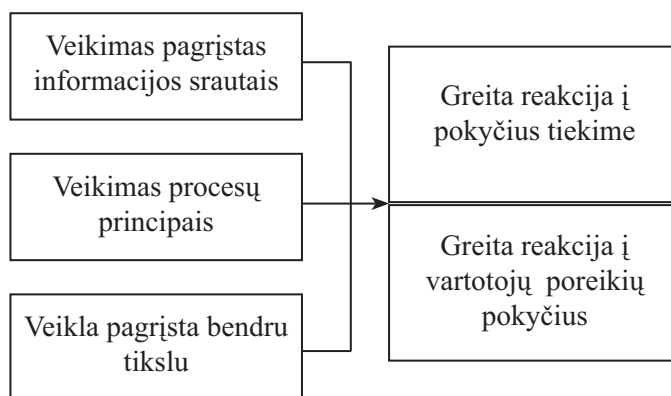 Veikimas pagrįstas
informacijos srautais
Veikimas procesų
principais
Veikla pagrįsta bendru
tikslu
Greita reakcija į
pokyčius tiekime
Greita reakcija į
vartotojų poreikių
pokyčius